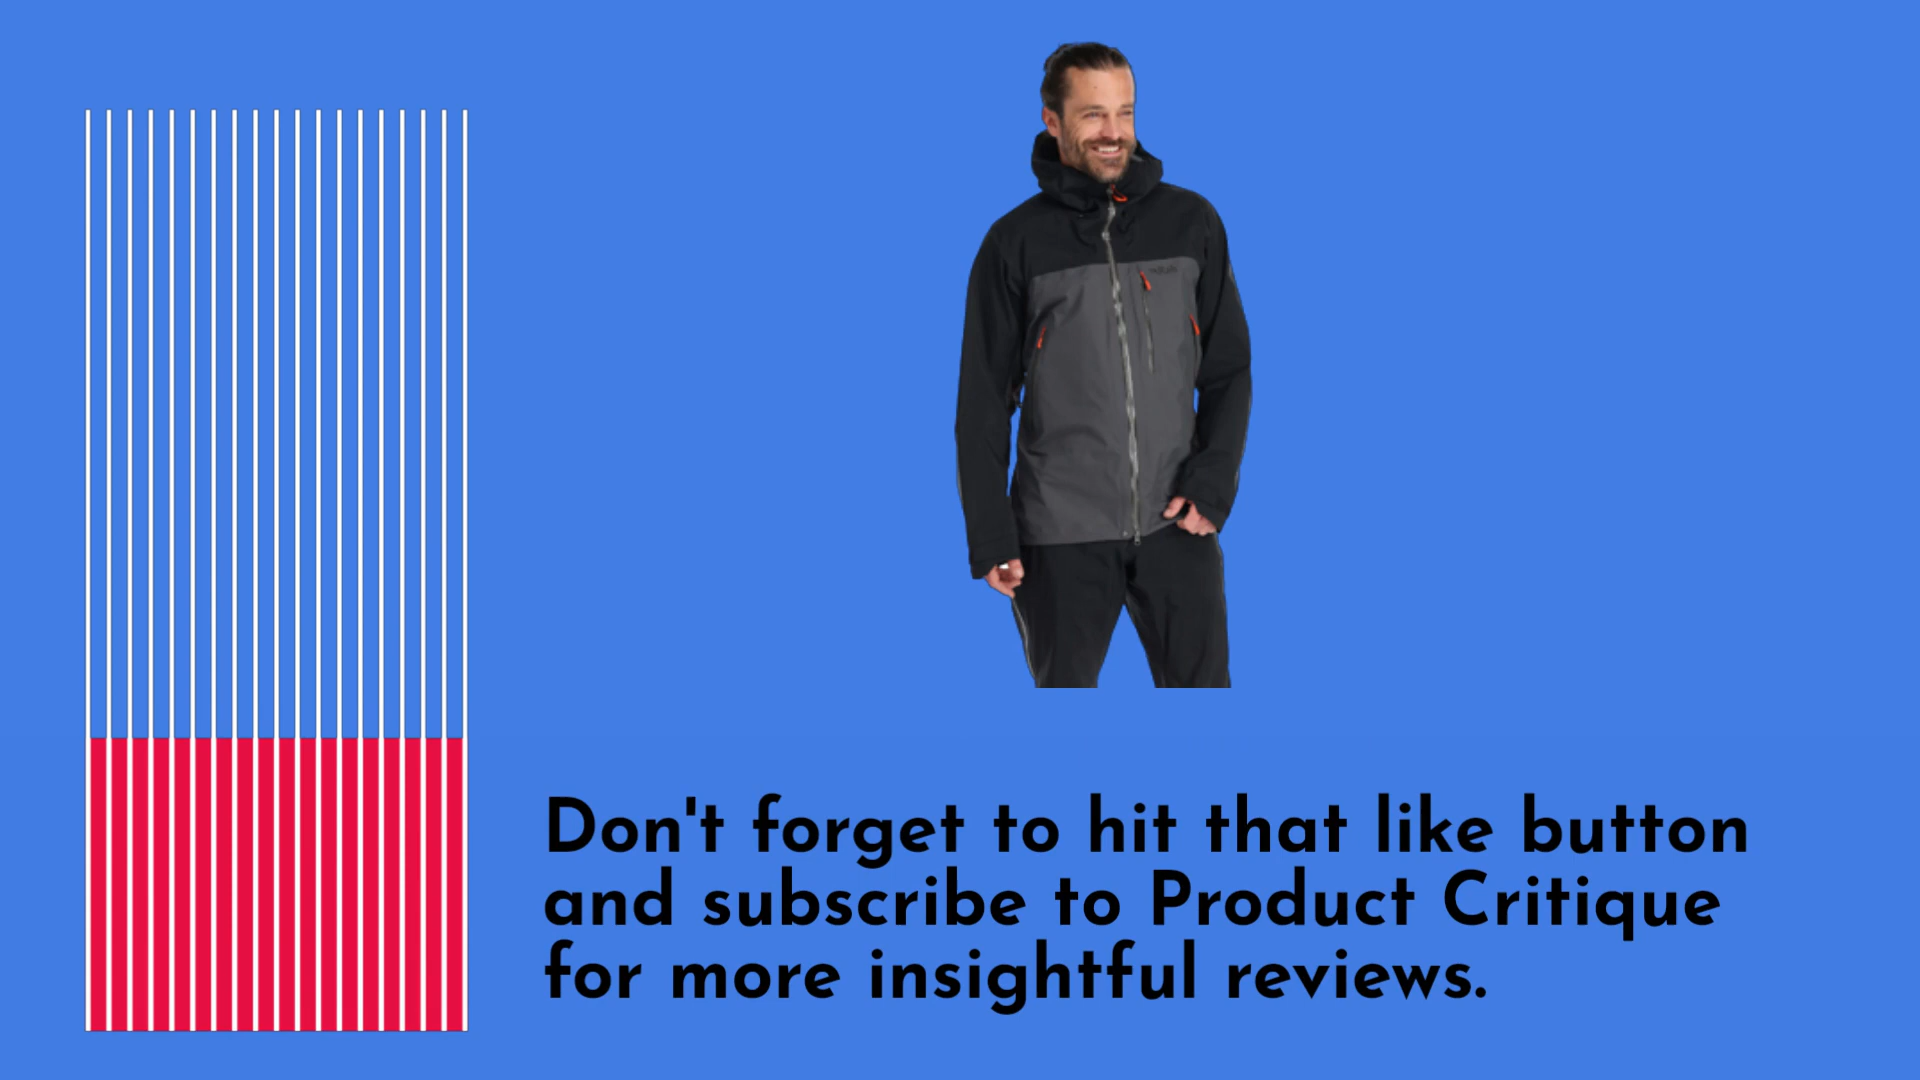 Don't forget to hit that like button
and subscribe to Product Critique
for more insightful reviews.